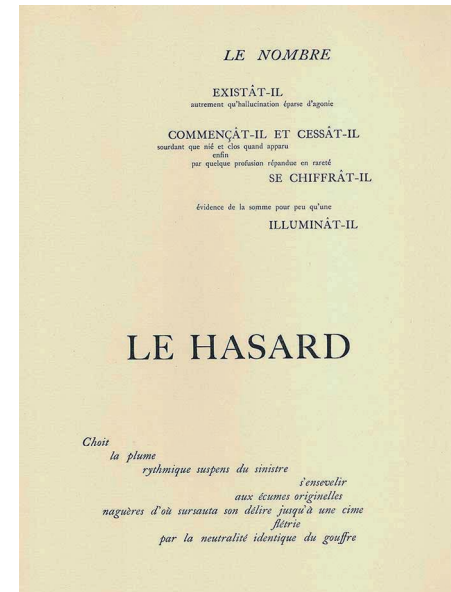 LE NOMBRE
EXISTÂT-IL
autrement qu'hallucination éparse d'agonie
COMMENÇÂT-IL ET CESSÂT-IL
sourdant que nié et clos quand apparu
enfin
par quelque profusion répandue en rareté
SE CHIFFRÂT-IL
évidence de la somme pour peu qu'une
ILLUMINÂT-IL
LE HASARD
Choit
la plume
rythmique suspens du sinistre
s'ensevelir
aux écumes originelles
naguères d'où sursauta son délire jusqu'à une cime
flétrie
par la neutralité identique du gouffre